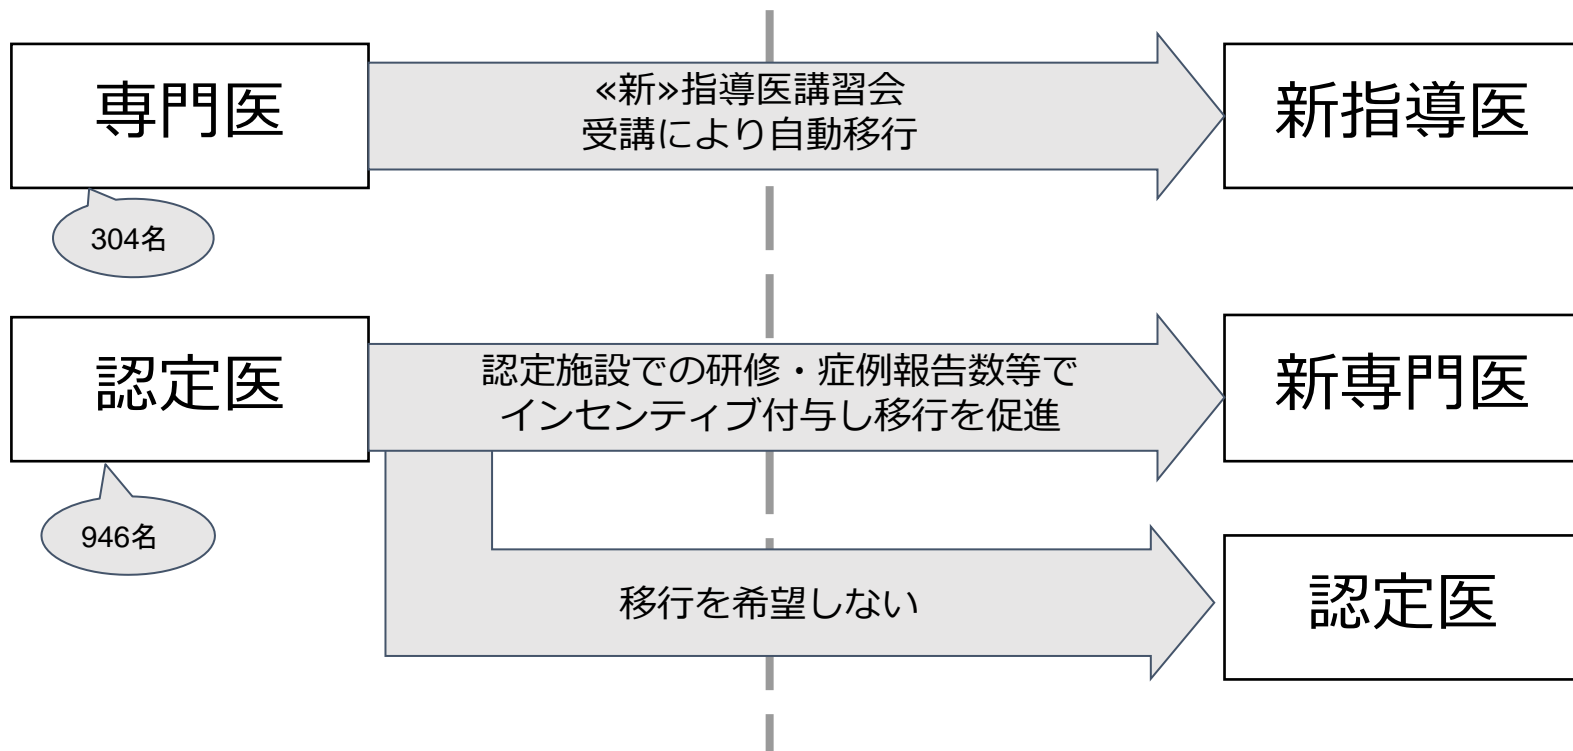 専門医
«新»指導医講習会
受講により自動移行
新指導医
304名
認定医
認定施設での研修・症例報告数等で
インセンティブ付与し移行を促進
新専門医
946名
移行を希望しない
認定医